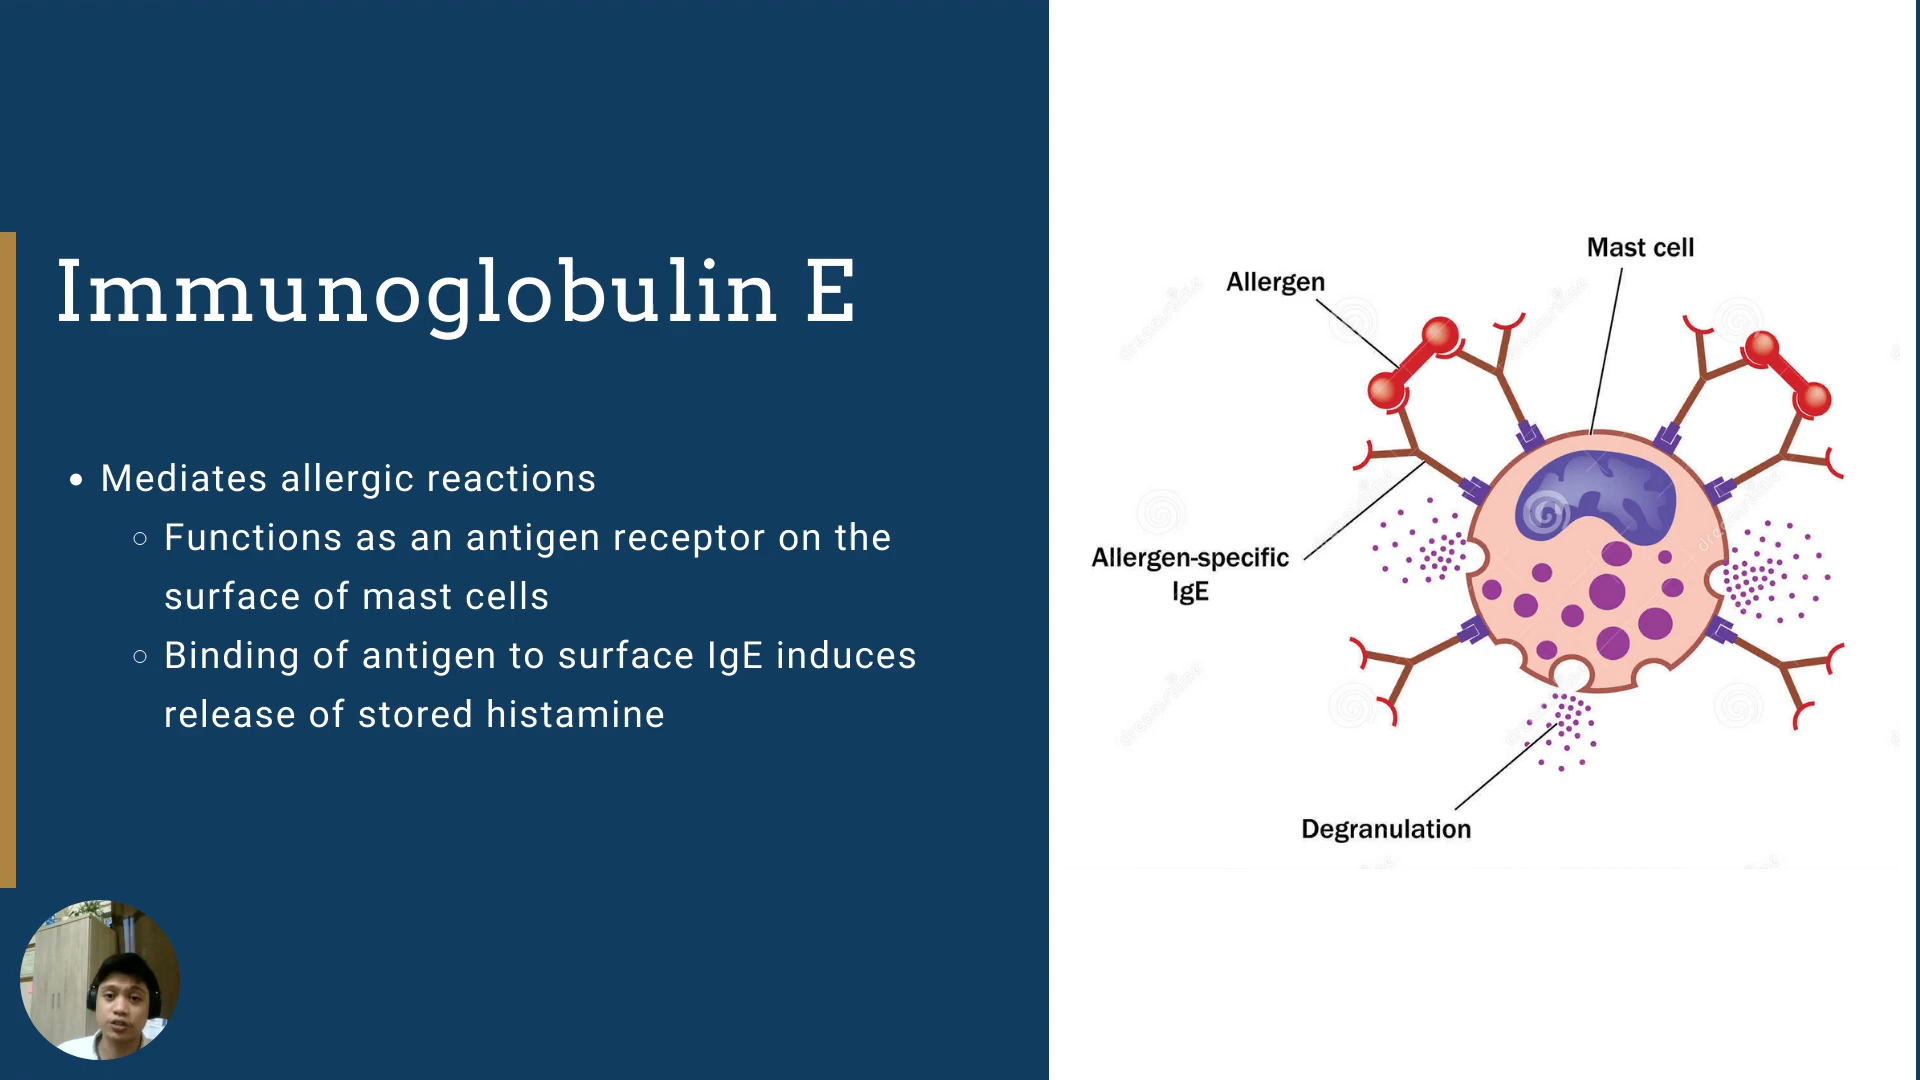 Immunoglobulin E
• Mediates allergic reactions
○ Functions as an antigen receptor on the
surface of mast cells
○ Binding of antigen to surface IgE induces
release of stored histamine
Mast cell
Allergen
Allergen-specific
IgE
Degranulation